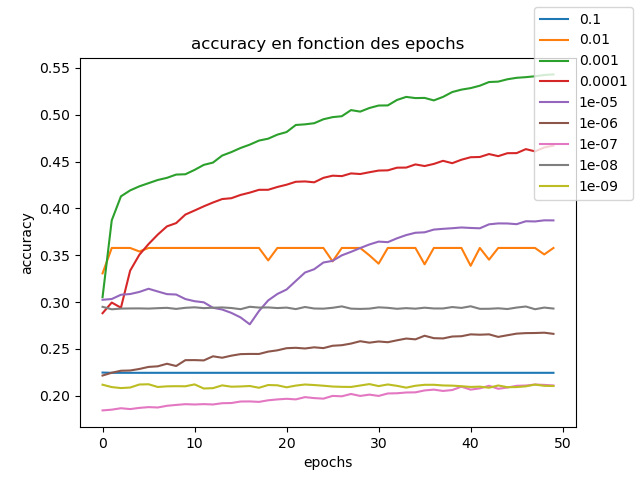 accuracy en fonction des epochs
0.1
0.01
0.001
0.0001
1e-05
1e-06
1e-07
1e-08
1e-09
0.55
0.50
0.45
0.40
0.35
0.30
0.25
0.20
accuracy
0 10 20 30 40 50
epochs